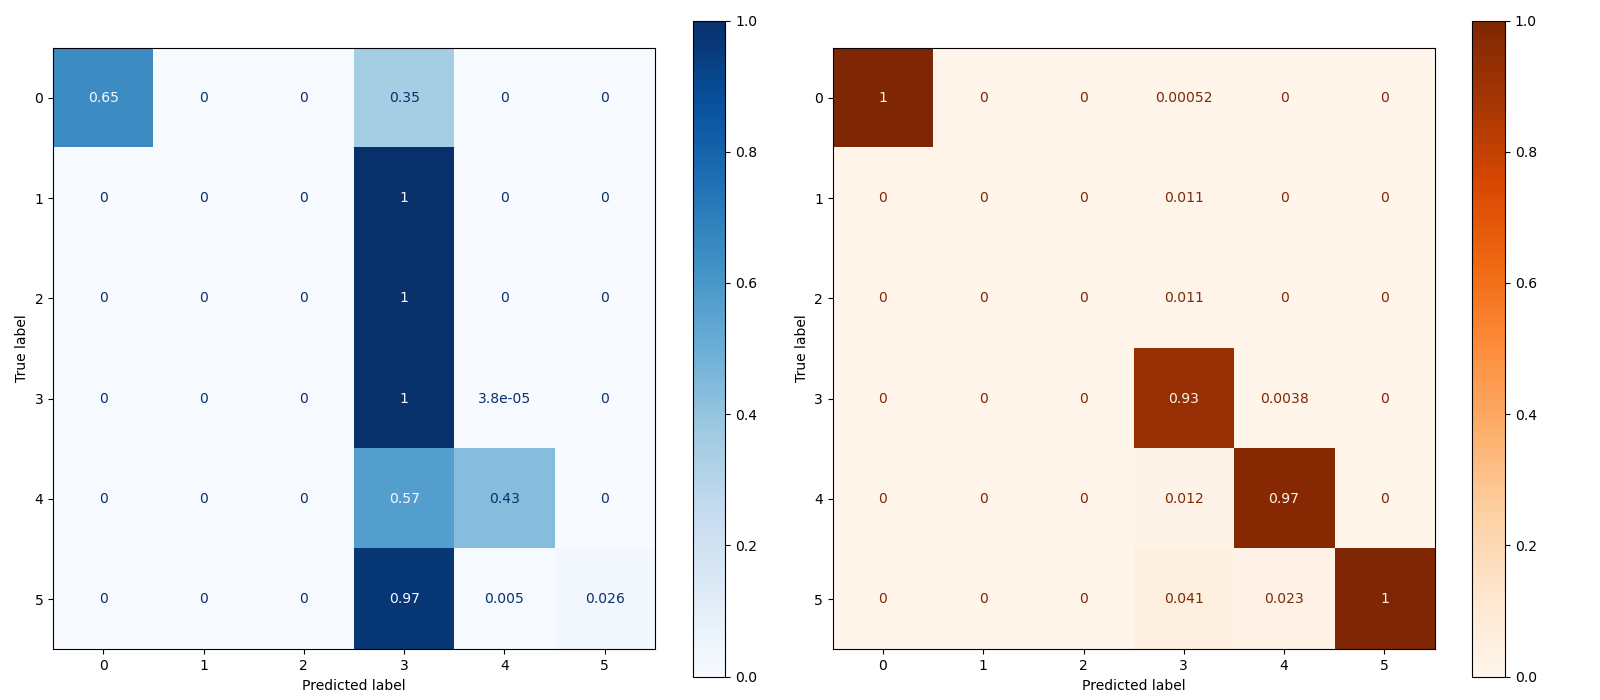 1.0
1.0
0 0.65 0 0 0.35 0 0
0 1 0 0 0.00052 0 0
0.8
0.8
1 0 0 0 1 0 0
1 0 0 0 0.011 0 0
0.6
0.6
2 0 0 0 1 0 0
2 0 0 0 0.011 0 0
True label
True label
3 0 0 0 1 3.8e-05 0
3 0 0 0 0.93 0.0038 0
0.4
0.4
4 0 0 0 0.57 0.43 0
4 0 0 0 0.012 0.97 0
0.2
0.2
5 0 0 0 0.97 0.005 0.026
5 0 0 0 0.041 0.023 1
0.0
0.0
0 1 2 3 4 5
0 1 2 3 4 5
Predicted label
Predicted label